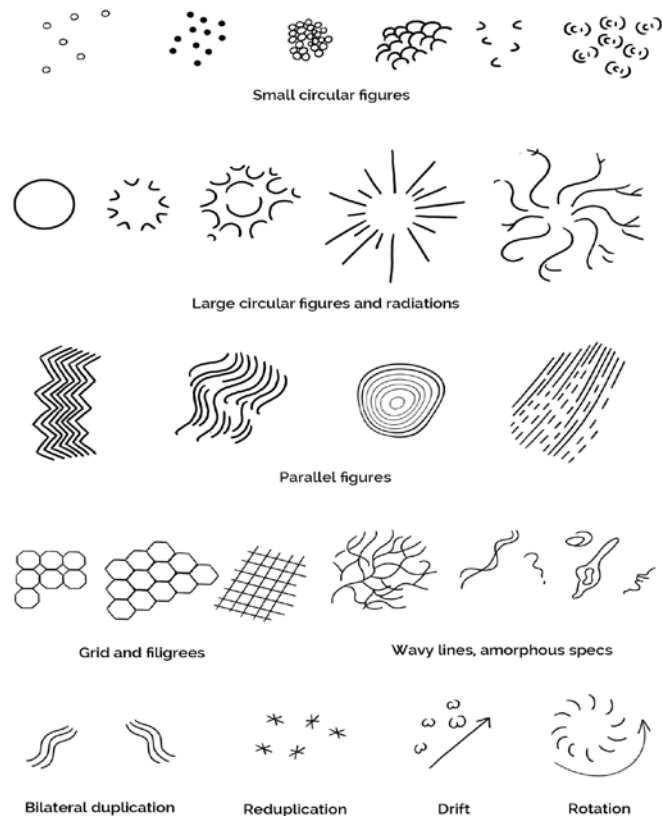 Small circular figures
Large circular figures and radiations
Parallel figures
Grid and filigrees
Wavy lines, amorphous specs
Bilateral duplication
Reduplication
Drift
Rotation